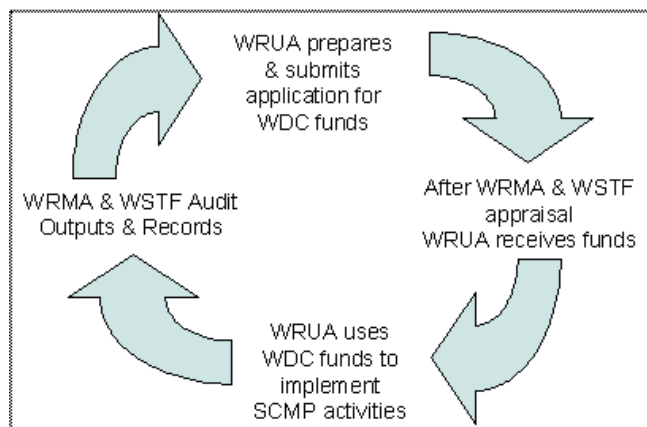 WRUA prepares
& submits
application for
WDC funds
After WRMA & WSTF
appraisal
WRUA receives funds
WRUA uses
WDC funds to
implement
SCMP activities
WRMA & WSTF Audit
Outputs & Records